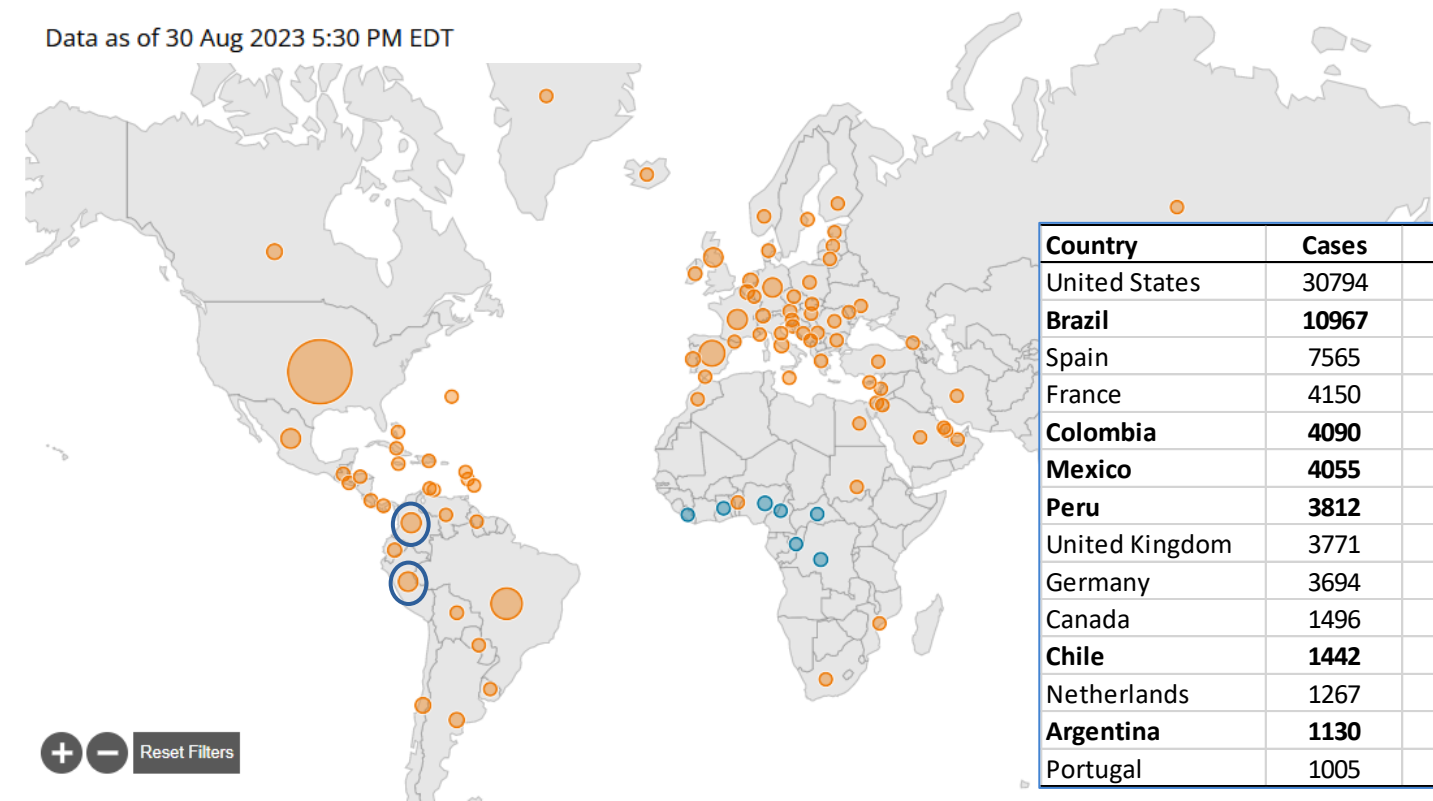 Data as of 30 Aug 2023 5:30 PM EDT
Country Cases
United States 30794
Brazil 10967
Spain 7565
France 4150
Colombia 4090
Mexico 4055
Peru 3812
United Kingdom 3771
Germany 3694
Canada 1496
Chile 1442
Netherlands 1267
Argentina 1130
Portugal 1005
+ − Reset Filters